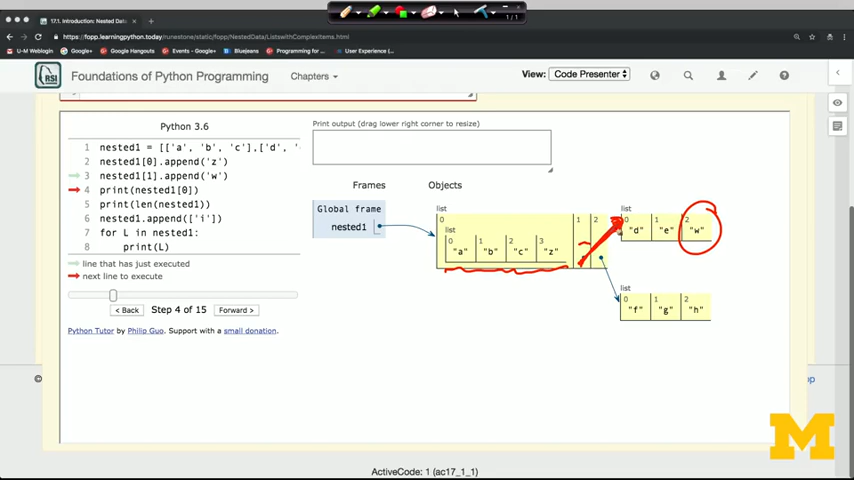 1/1
17.1. Introduction: Nested Data
https://fopp.learningpython.today/runestone/static/fopp/NestedData/ListswithComplexItems.html
U-M Weblogin Google+ Google Hangouts Events - Google+ Bluejeans Programming for ... User Experience (...
RSI Foundations of Python Programming Chapters View: Code Presenter
Python 3.6
Print output (drag lower right corner to resize)
1 nested1 = [['a', 'b', 'c'],['d', '
2 nested1[0].append('z')
3 nested1[1].append('w')
4 print(nested1[0])
5 print(len(nested1))
6 nested1.append(['i'])
7 for L in nested1:
8 print(L)
Frames Objects
Global frame
nested1
list
0 1 2
list
0 1 2 3
"a" "b" "c" "z"
list
0 1 2
"d" "e" "w"
list
0 1 2
"f" "g" "h"
line that has just executed
next line to execute
< Back Step 4 of 15 Forward >
Python Tutor by Philip Guo. Support with a small donation.
©
op
M
ActiveCode: 1 (ac17_1_1)